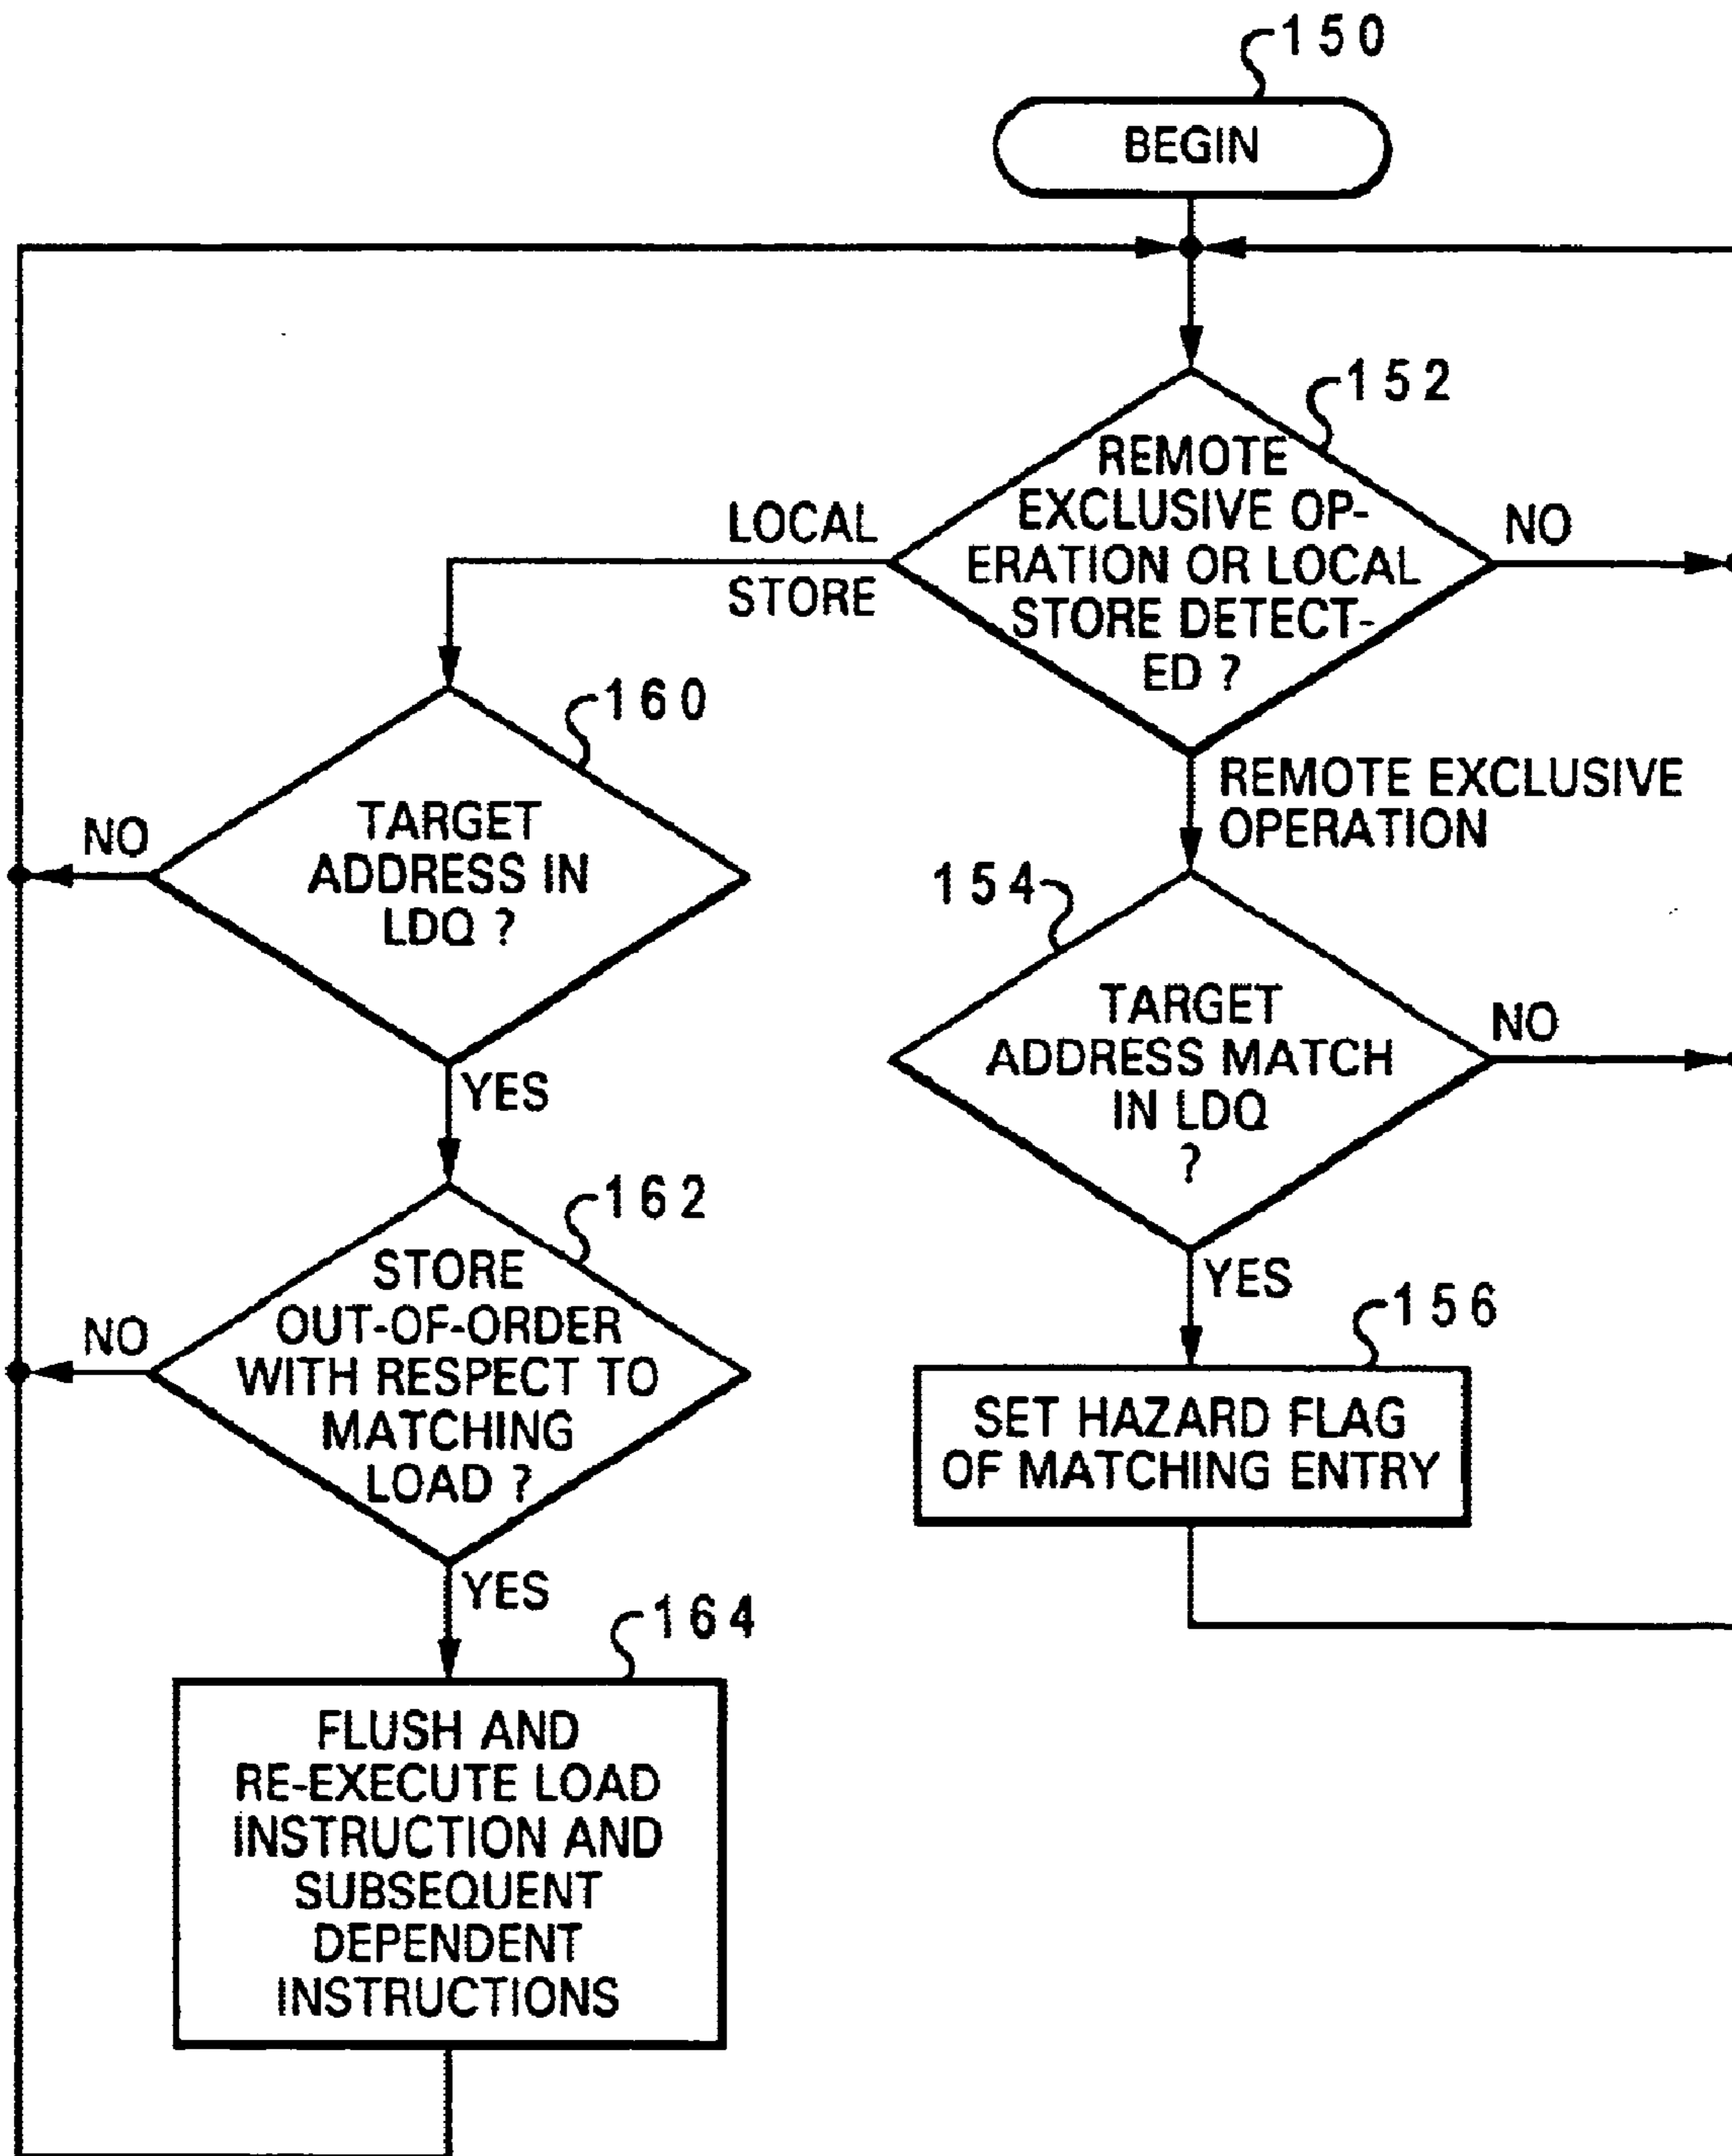 150
BEGIN
152
REMOTE
EXCLUSIVE OP-
ERATION OR LOCAL
STORE DETECT-
ED ?
NO
LOCAL
STORE
REMOTE EXCLUSIVE
OPERATION
160
TARGET
ADDRESS IN
LDQ ?
NO
YES
154
TARGET
ADDRESS MATCH
IN LDQ
?
NO
YES
162
STORE
OUT-OF-ORDER
WITH RESPECT TO
MATCHING
LOAD ?
NO
YES
156
SET HAZARD FLAG
OF MATCHING ENTRY
164
FLUSH AND
RE-EXECUTE LOAD
INSTRUCTION AND
SUBSEQUENT
DEPENDENT
INSTRUCTIONS